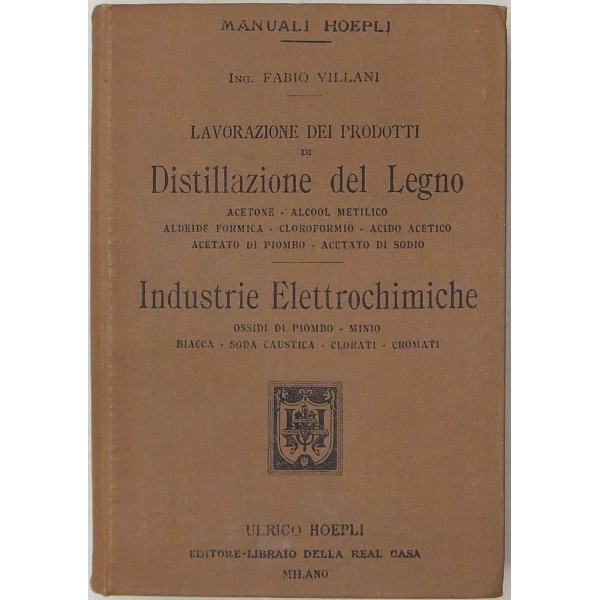 MANUALI HOEPLI
ING. FABIO VILLANI
LAVORAZIONE DEI PRODOTTI
DI
Distillazione del Legno
ACETONE - ALCOOL METILICO
ALDEIDE FORMICA - CLOROFORMIO - ACIDO ACETICO
ACETATO DI PIOMBO - ACETATO DI SODIO
Industrie Elettrochimiche
OSSIDI DI PIOMBO - MINIO
BIACCA - SODA CAUSTICA - CLORATI - CROMATI
ULRICO HOEPLI
EDITORE-LIBRAIO DELLA REAL CASA
MILANO